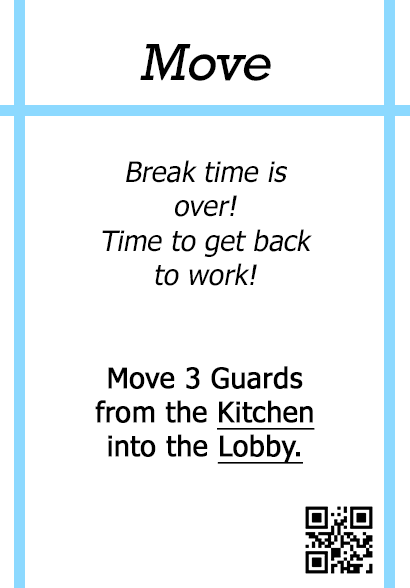 Move
Break time is
over!
Time to get back
to work!
Move 3 Guards
from the Kitchen
into the Lobby.